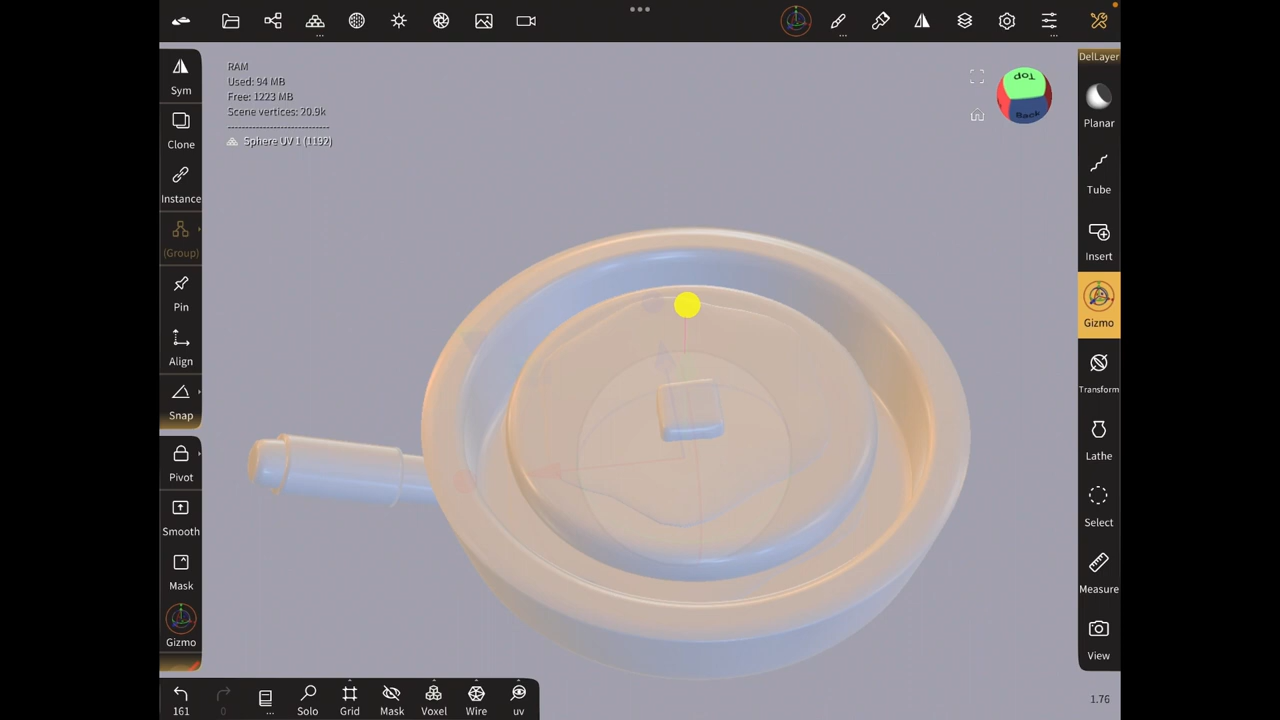 RAM
Used: 94 MB
Free: 1223 MB
Scene vertices: 20.9k
Sphere UV 1 (1192)
Top
Back
Sym
Clone
Instance
(Group)
Pin
Align
Snap
Pivot
Smooth
Mask
Gizmo
DelLayer
Planar
Tube
Insert
Gizmo
Transform
Lathe
Select
Measure
View
161
0
...
Solo
Grid
Mask
Voxel
Wire
uv
1.76